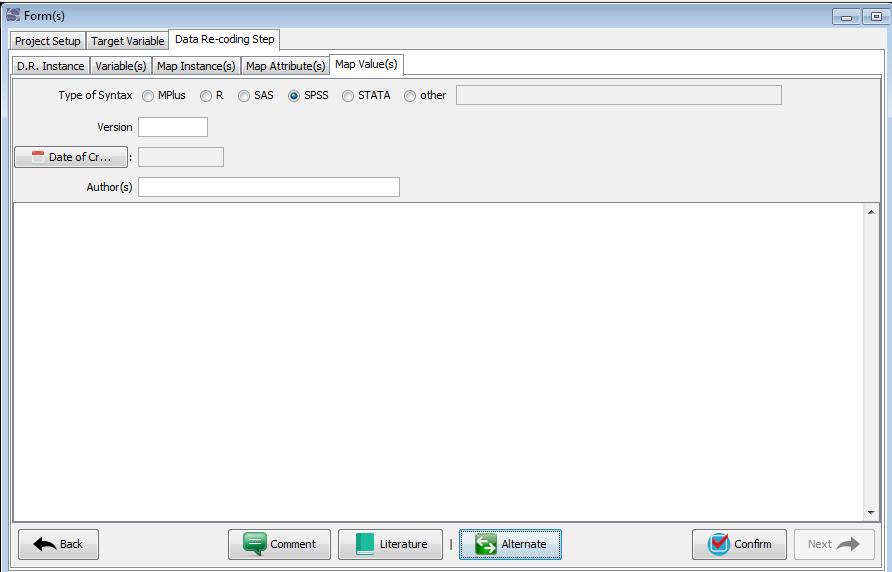 Form(s)
Project Setup Target Variable Data Re-coding Step
D.R. Instance Variable(s) Map Instance(s) Map Attribute(s) Map Value(s)
Type of Syntax MPlus R SAS SPSS STATA other
Version
Date of Cr... :
Author(s)
Back Comment Literature | Alternate Confirm Next